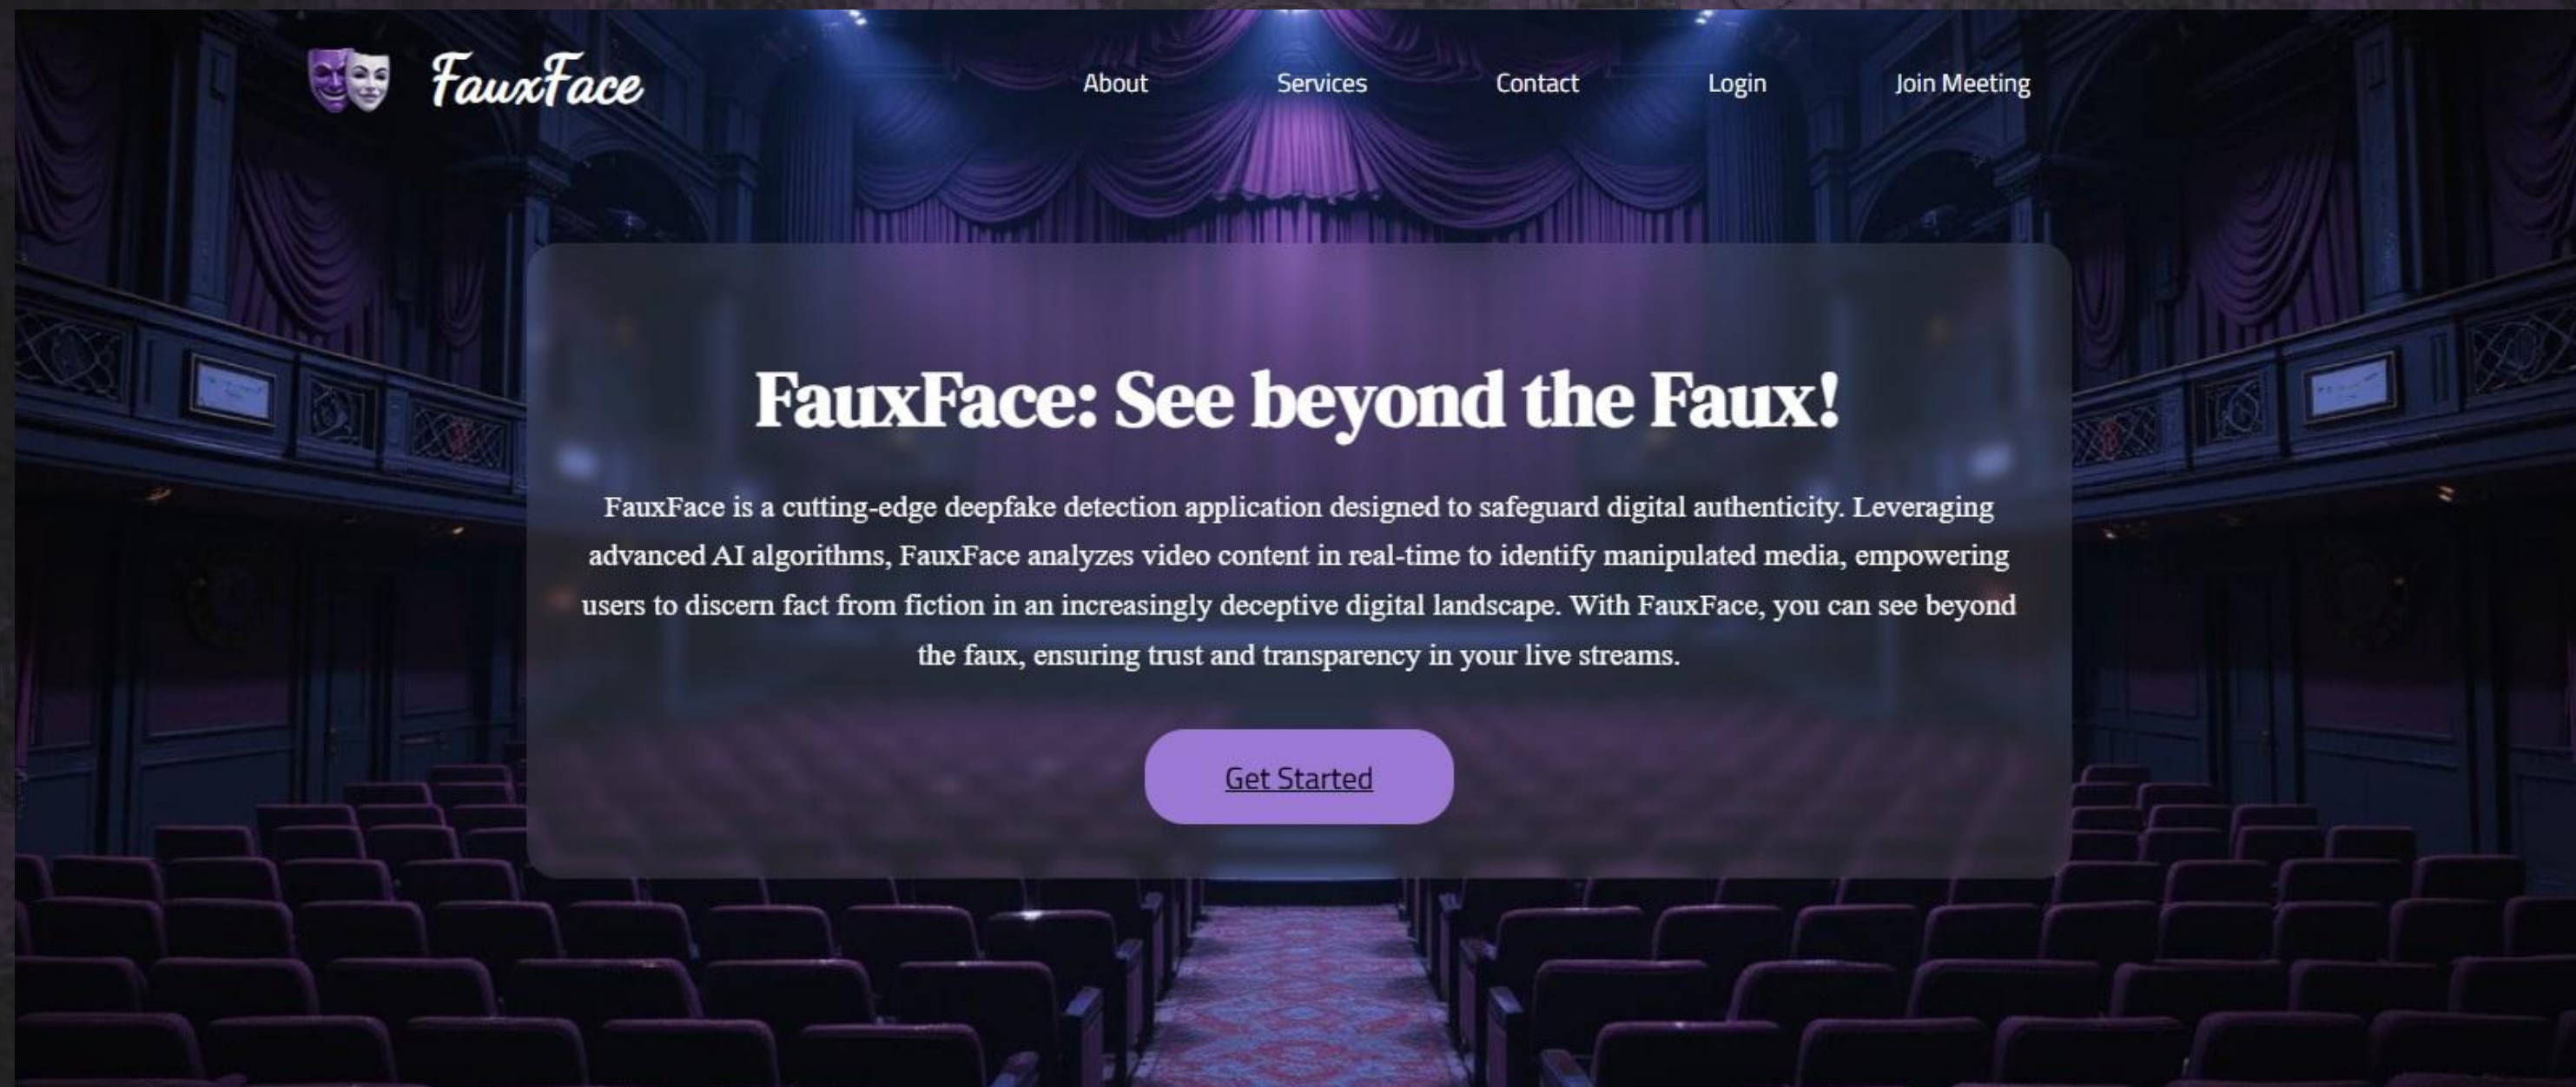 FauxFace
About
Services
Contact
Login
Join Meeting
FauxFace: See beyond the Faux!
FauxFace is a cutting-edge deepfake detection application designed to safeguard digital authenticity. Leveraging
advanced AI algorithms, FauxFace analyzes video content in real-time to identify manipulated media, empowering
users to discern fact from fiction in an increasingly deceptive digital landscape. With FauxFace, you can see beyond
the faux, ensuring trust and transparency in your live streams.
Get Started